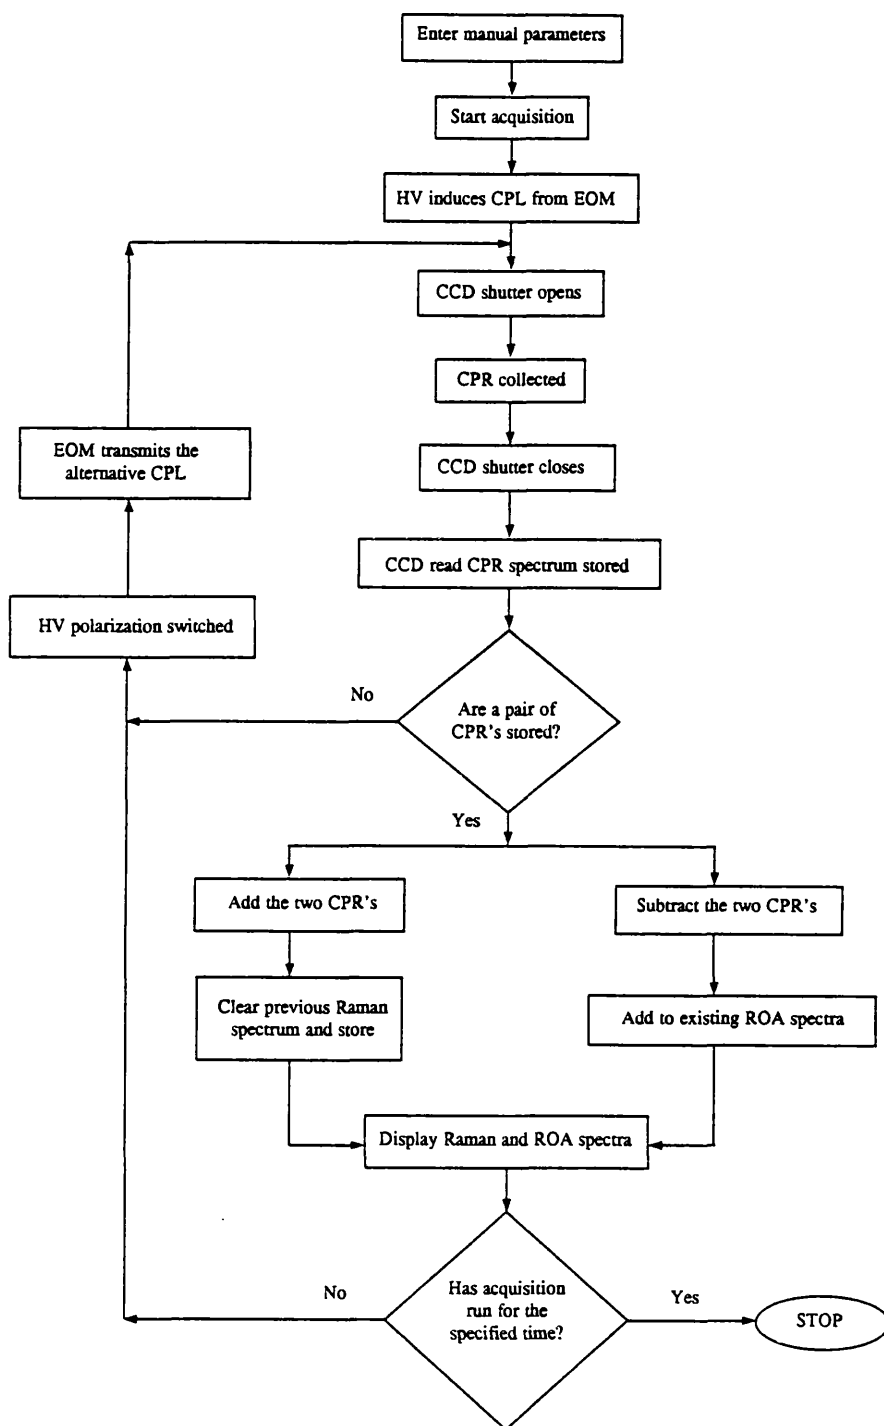 Enter manual parameters
Start acquisition
HV induces CPL from EOM
CCD shutter opens
CPR collected
EOM transmits the
alternative CPL
CCD shutter closes
CCD read CPR spectrum stored
HV polarization switched
No
Are a pair of
CPR's stored?
Yes
Add the two CPR's
Subtract the two CPR's
Clear previous Raman
spectrum and store
Add to existing ROA spectra
Display Raman and ROA spectra
No
Has acquisition
run for the
specified time?
Yes
STOP